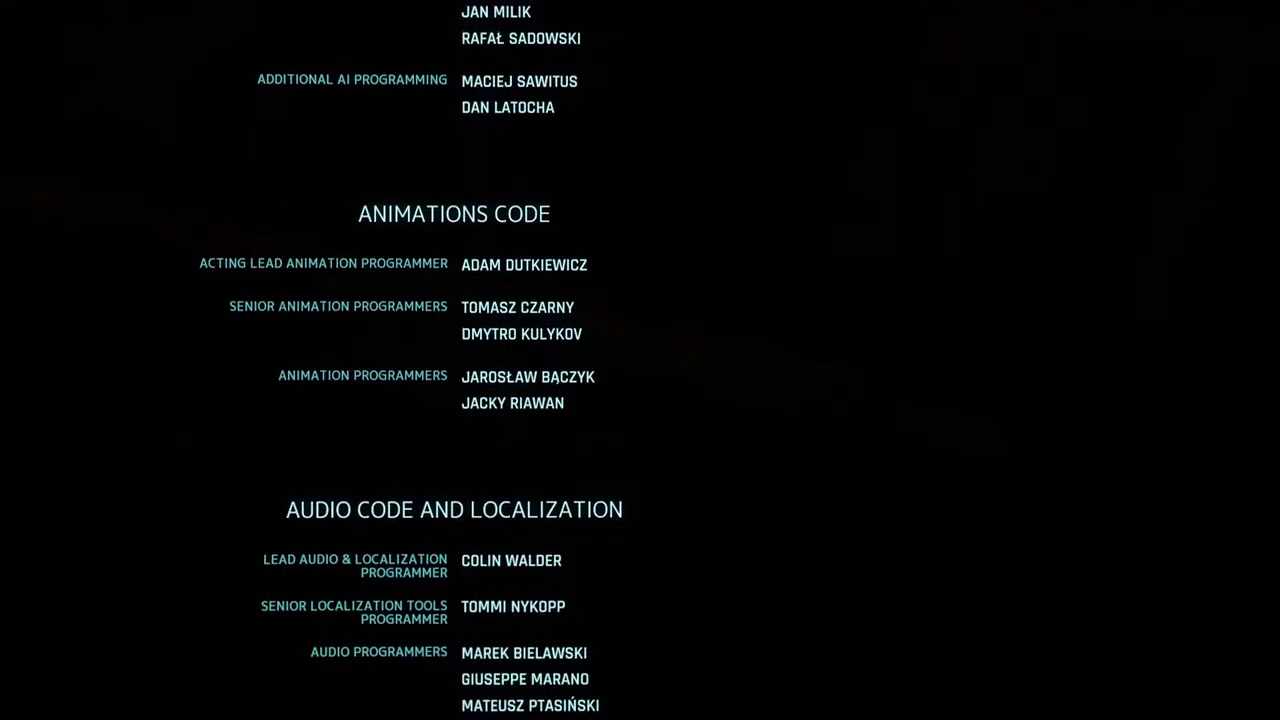 JAN MILIK
RAFAŁ SADOWSKI
ADDITIONAL AI PROGRAMMING MACIEJ SAWITUS
DAN LATOCHA
ANIMATIONS CODE
ACTING LEAD ANIMATION PROGRAMMER ADAM DUTKIEWICZ
SENIOR ANIMATION PROGRAMMERS TOMASZ CZARNY
DMYTRO KULYKOV
ANIMATION PROGRAMMERS JAROSŁAW BĄCZYK
JACKY RIAWAN
AUDIO CODE AND LOCALIZATION
LEAD AUDIO & LOCALIZATION COLIN WALDER
PROGRAMMER
SENIOR LOCALIZATION TOOLS TOMMI NYKOPP
PROGRAMMER
AUDIO PROGRAMMERS MAREK BIELAWSKI
GIUSEPPE MARANO
MATEUSZ PTASIŃSKI